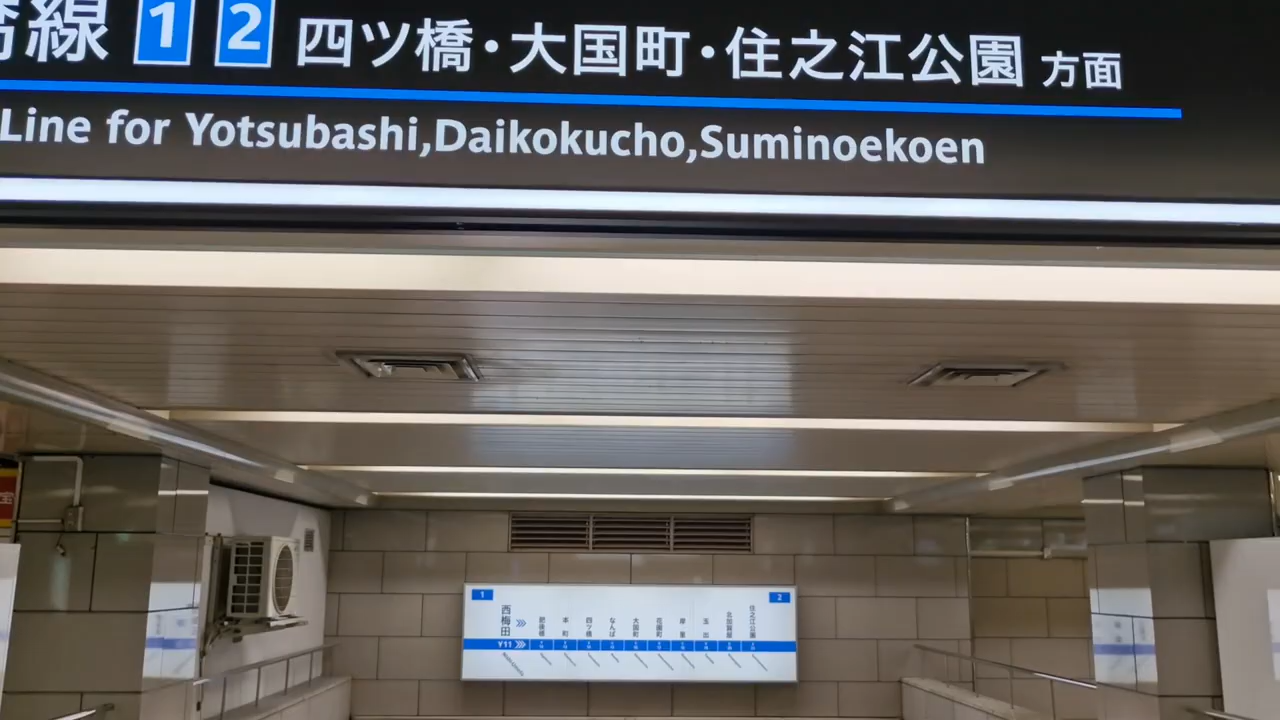 橋線 1 2 四ツ橋・大国町・住之江公園 方面
Line for Yotsubashi,Daikokucho,Suminoekoen
1 2
西梅田 肥後橋 本町 四ツ橋 なんば 大国町 花園町 岸里 玉出 北加賀屋 住之江公園
Y11